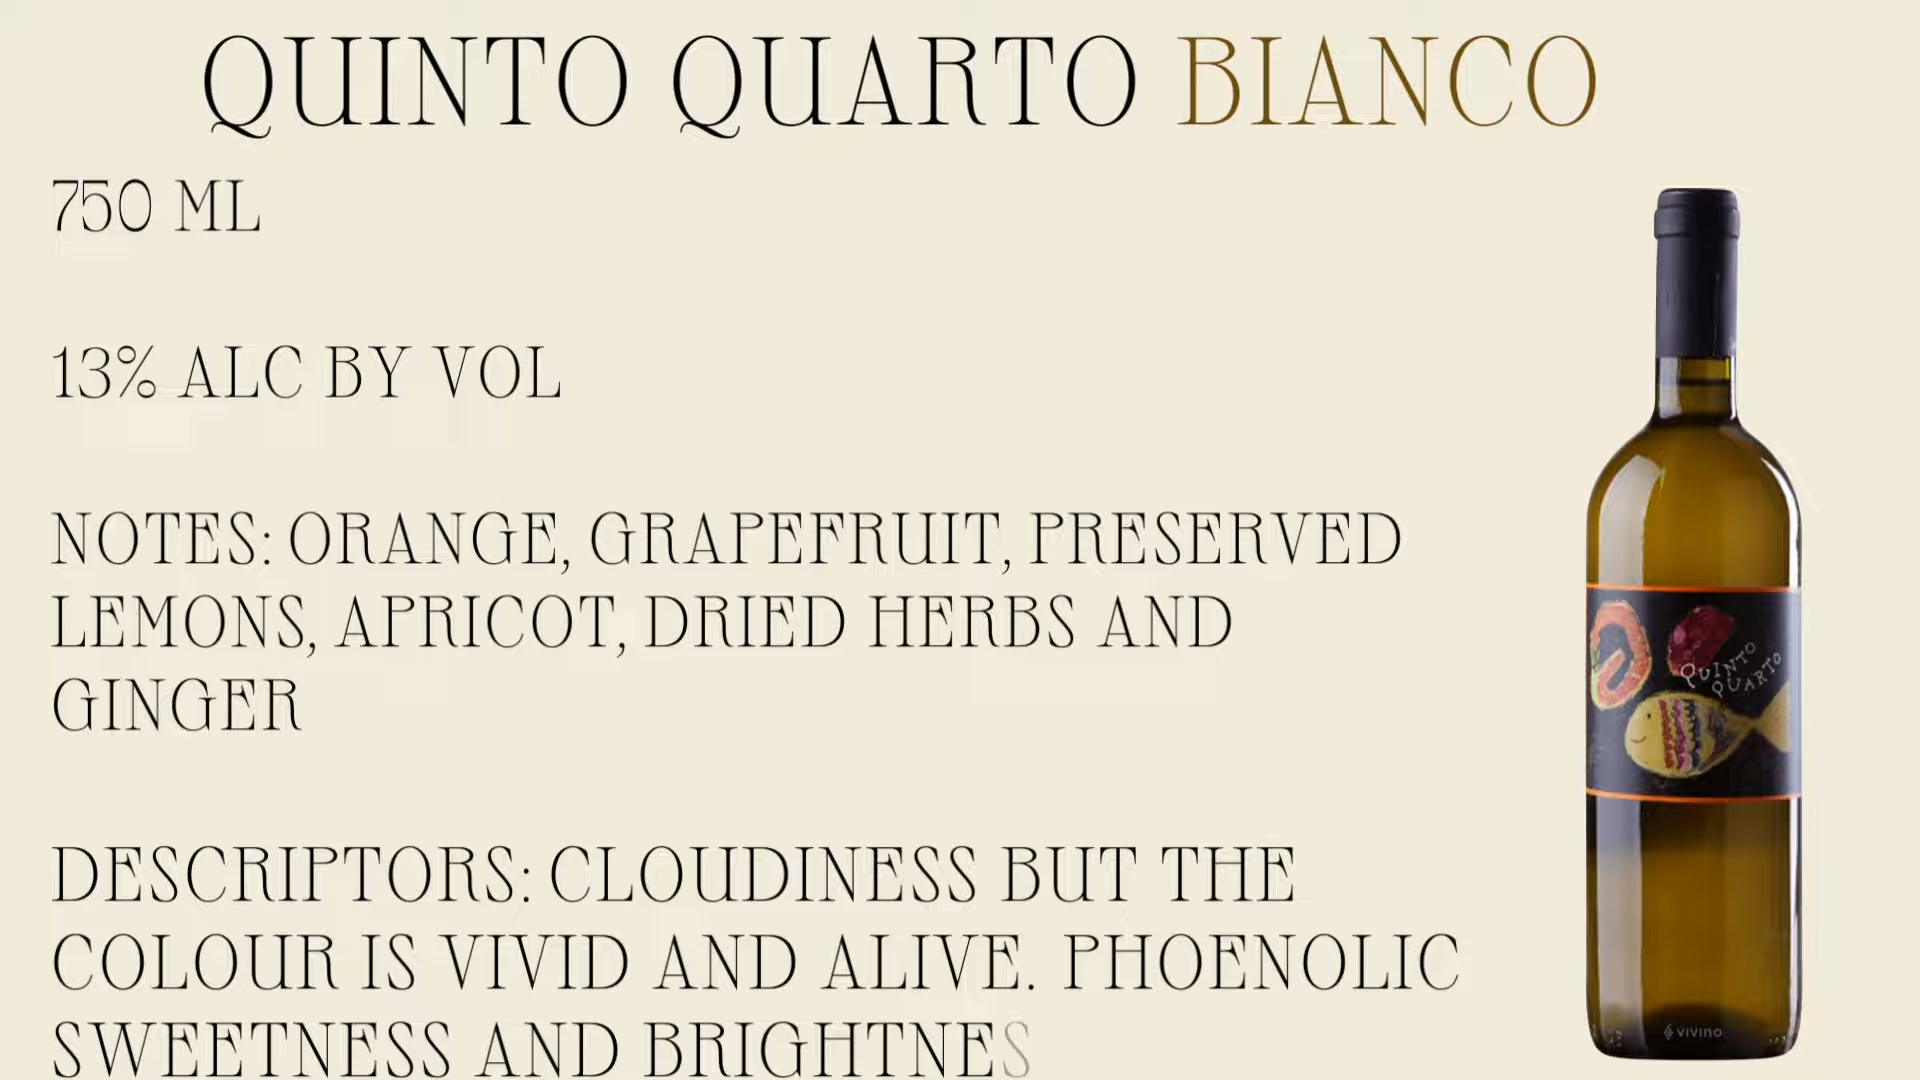 QUINTO QUARTO BIANCO
750 ML
13% ALC BY VOL
NOTES: ORANGE, GRAPEFRUIT, PRESERVED
LEMONS, APRICOT, DRIED HERBS AND
GINGER
DESCRIPTORS: CLOUDINESS BUT THE
COLOUR IS VIVID AND ALIVE. PHOENOLIC
SWEETNESS AND BRIGHTNES
QUINTO
QUARTO
vivino